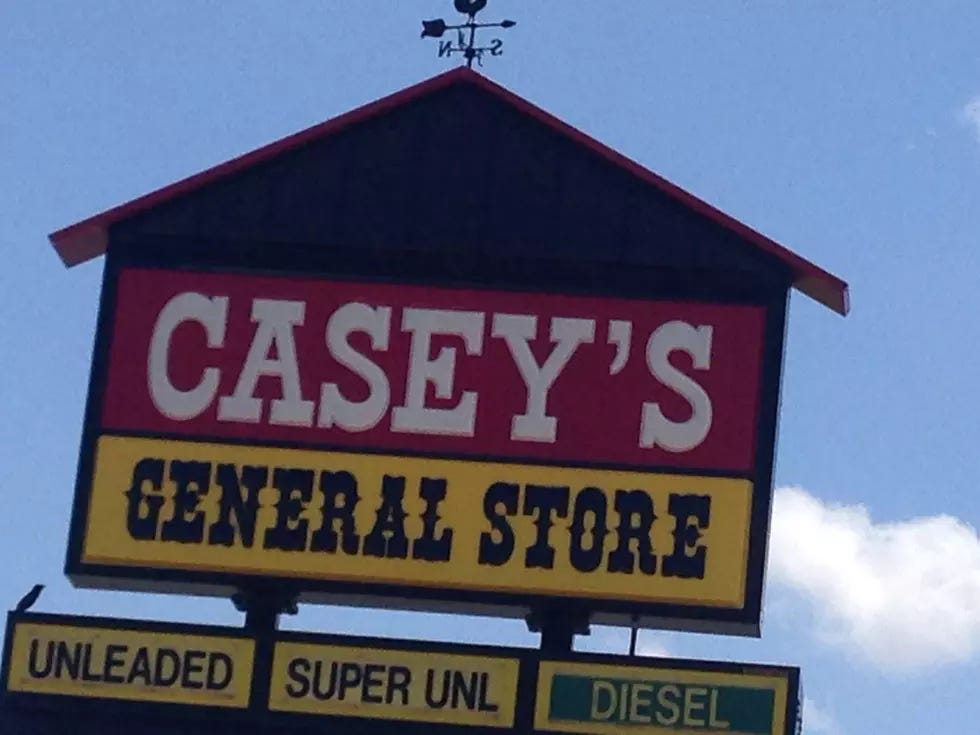 N S
CASEY'S
GENERAL STORE
UNLEADED SUPER UNL DIESEL